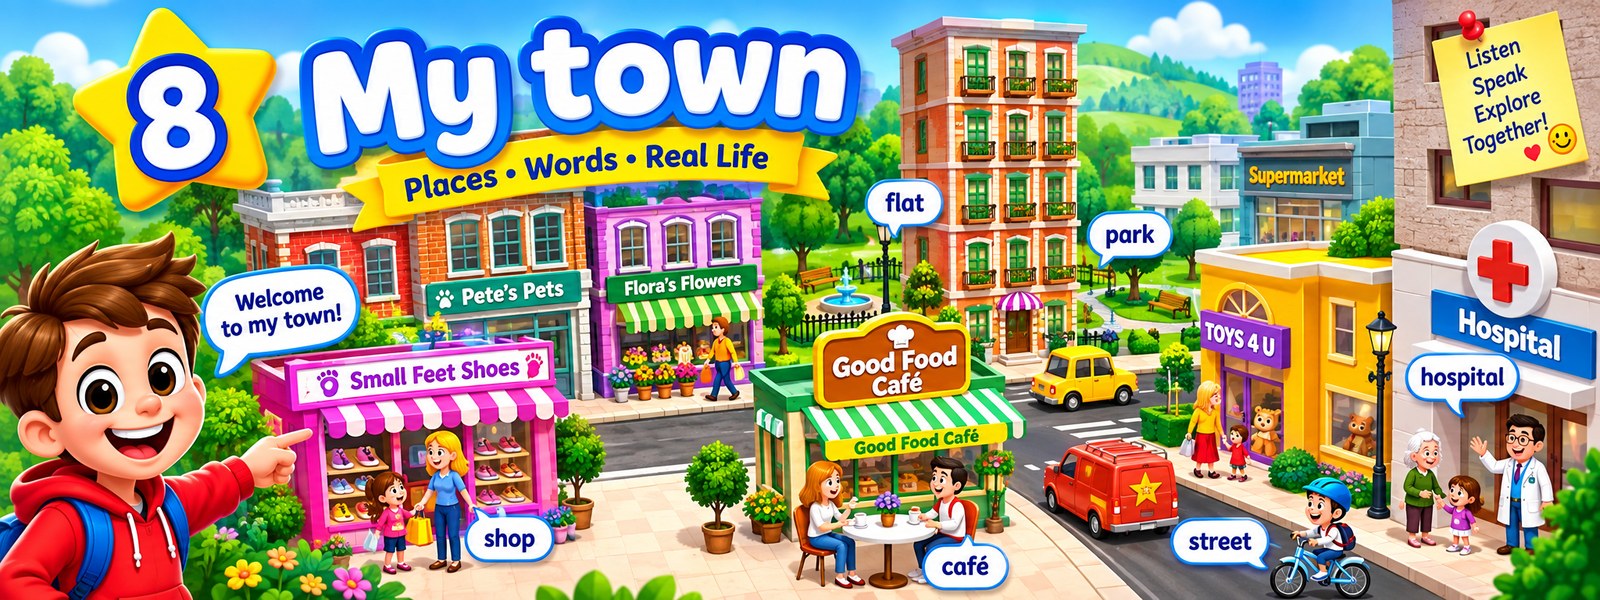 8
My town
Places • Words • Real Life
Listen
Speak
Explore
Together!
Supermarket
flat
park
Welcome
to my town!
Pete's Pets
Flora's Flowers
TOYS 4 U
Hospital
Small Feet Shoes
Good Food
Café
Good Food Café
hospital
shop
café
street